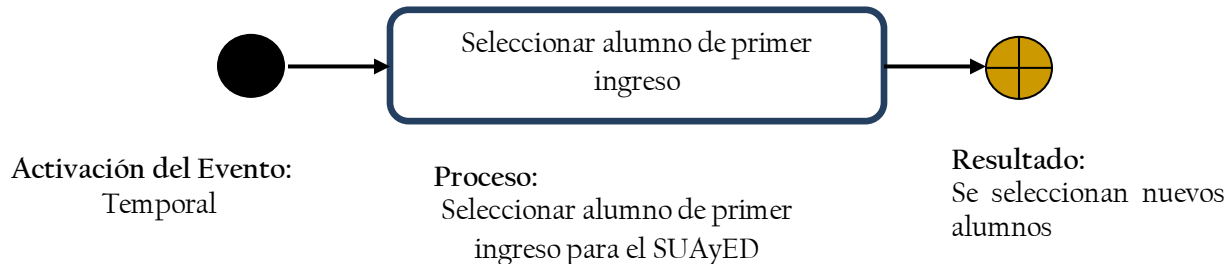 Seleccionar alumno de primer
ingreso
Activación del Evento:
Temporal
Proceso:
Seleccionar alumno de primer
ingreso para el SUAyED
Resultado:
Se seleccionan nuevos
alumnos